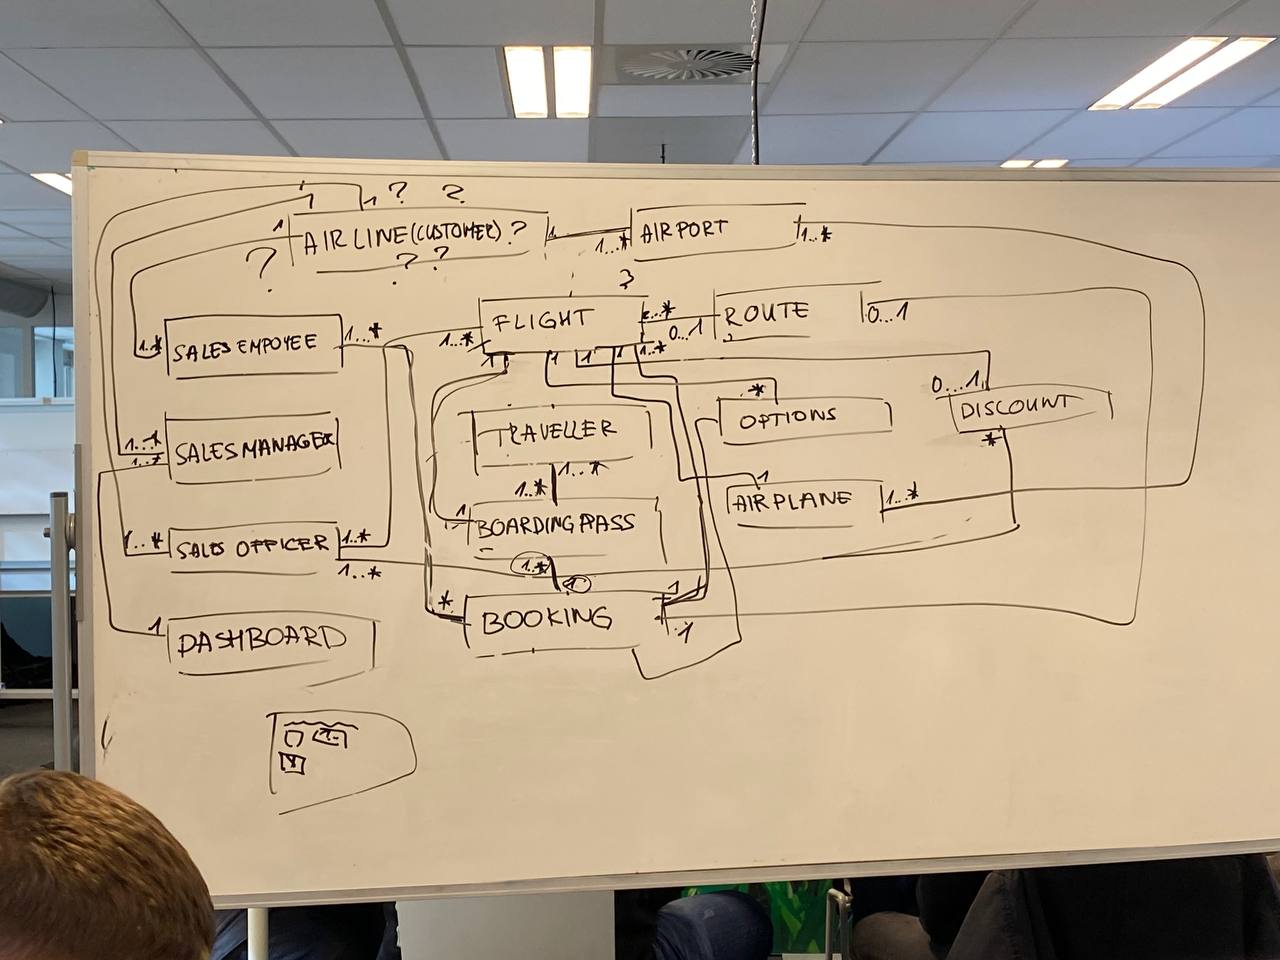 1 ? ?
1 AIRLINE (CUSTOMER) ? 1
? ? ?
1..* AIRPORT 1..*
?
1..* FLIGHT *..*
0...1 ROUTE 0...1
1..* SALES EMPOYEE 1...*
1 1 1 1 1..*
* OPTIONS
0...1 DISCOUNT
*
TRAVELLER
1...*
1..*
1...*
1..*
SALES MANAGER
1
AIRPLANE 1...*
1 BOARDING PASS
1..* SALES OFFICER 1..*
1...*
1..*
1
* BOOKING 1
1
1 DASHBOARD